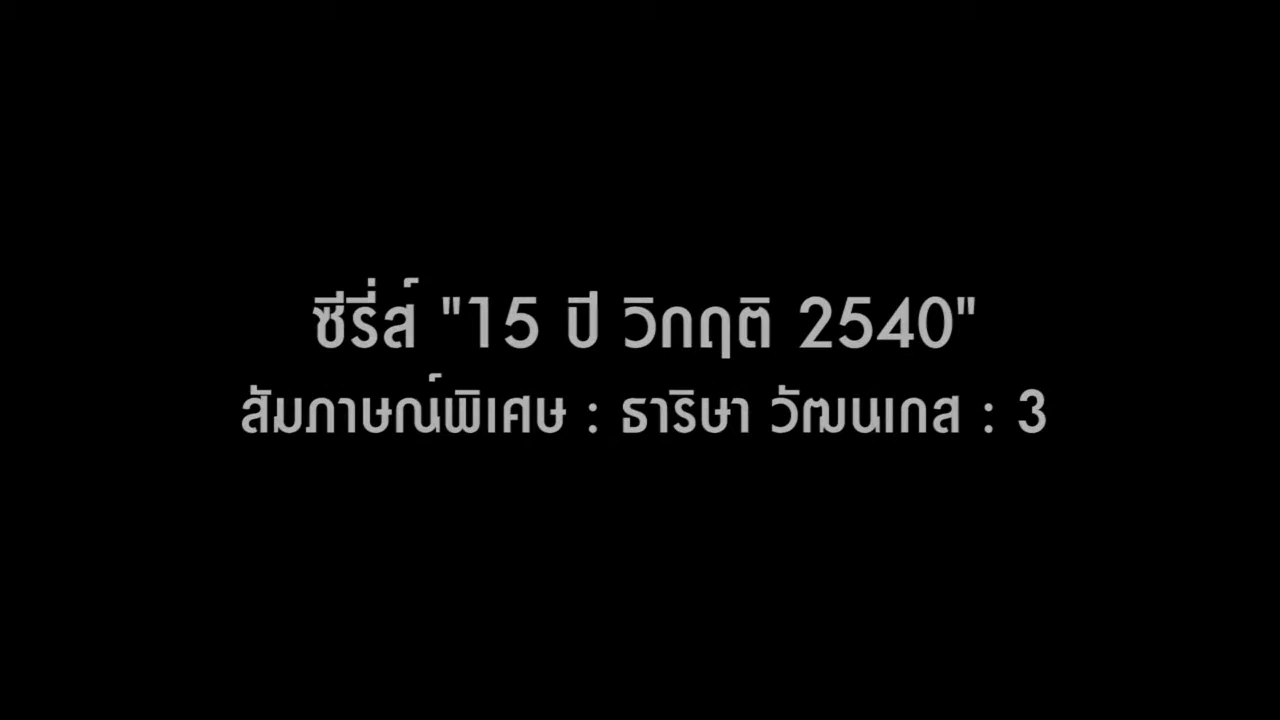 ซีรี่ส์ "15 ปี วิกฤติ 2540"
สัมภาษณ์พิเศษ : ธาริษา วัฒนเกส : 3